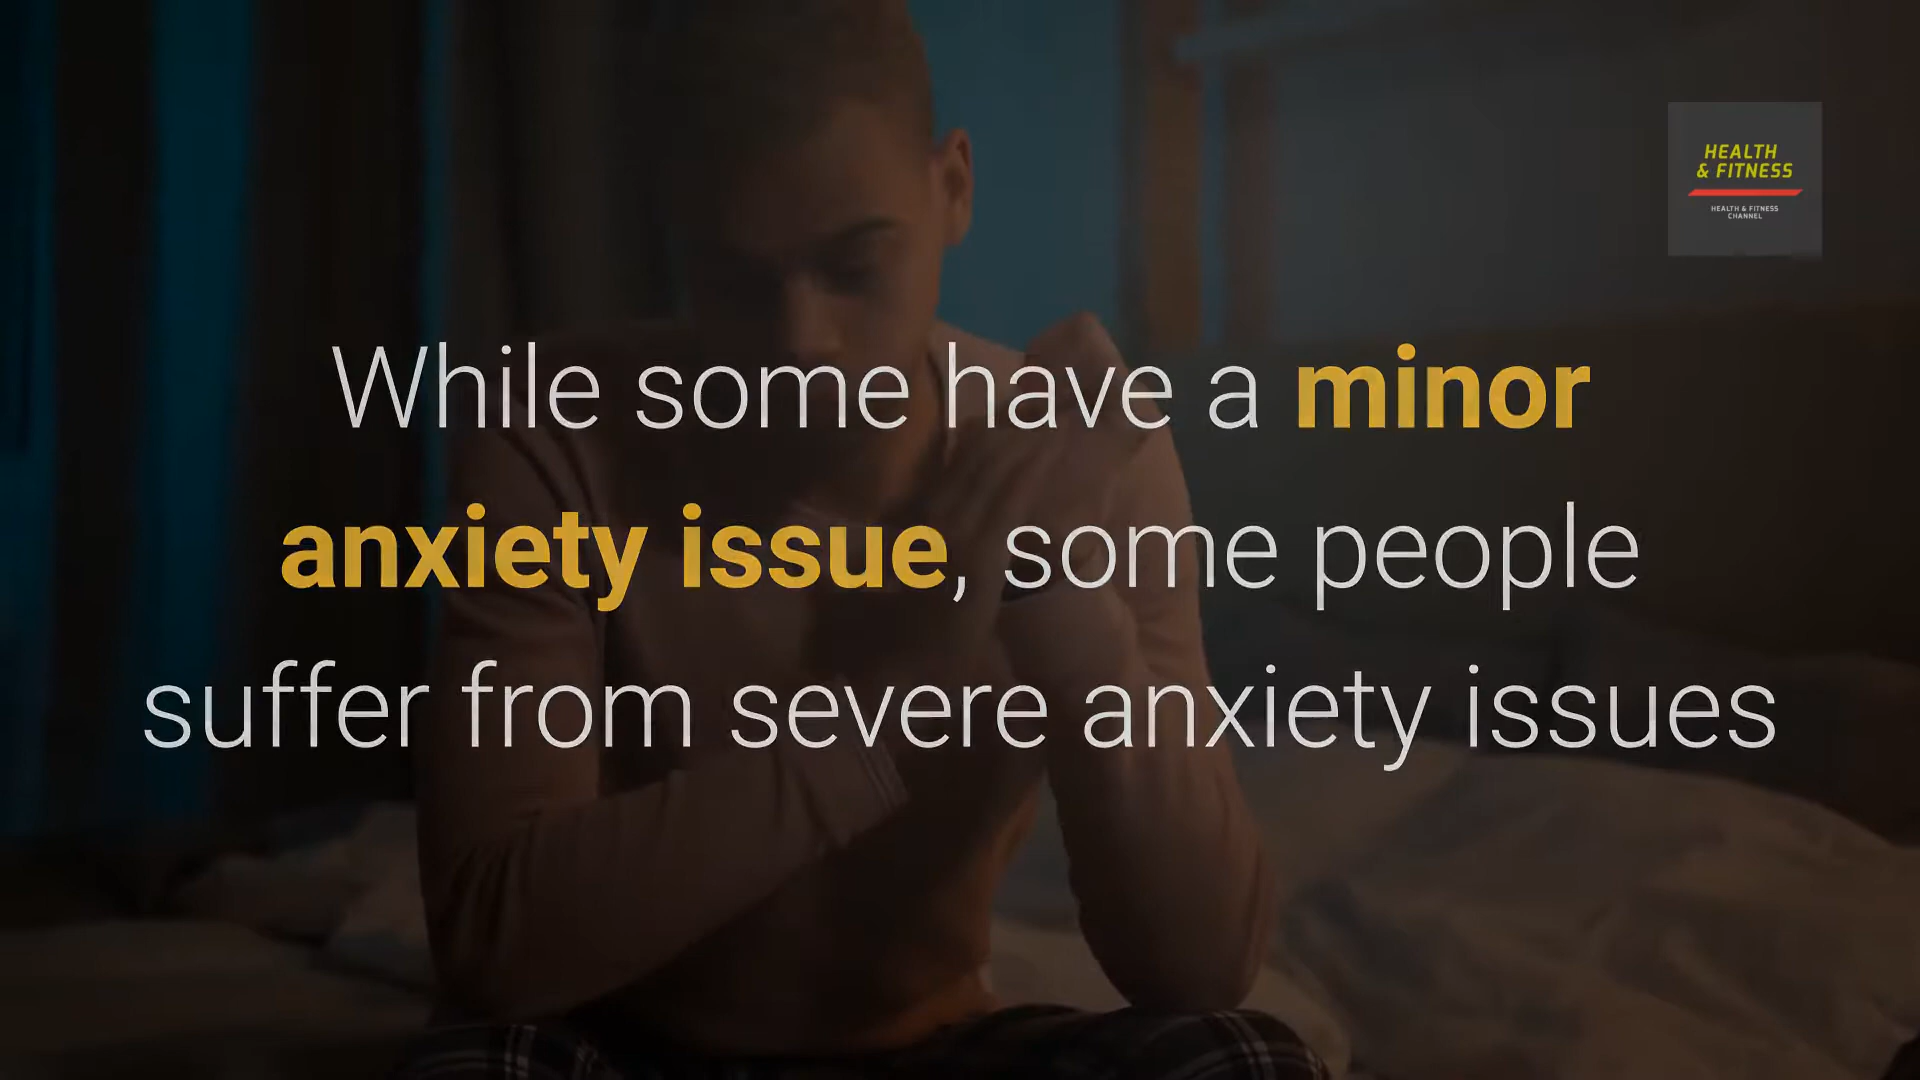 HEALTH
& FITNESS
HEALTH & FITNESS
CHANNEL
While some have a minor
anxiety issue, some people
suffer from severe anxiety issues